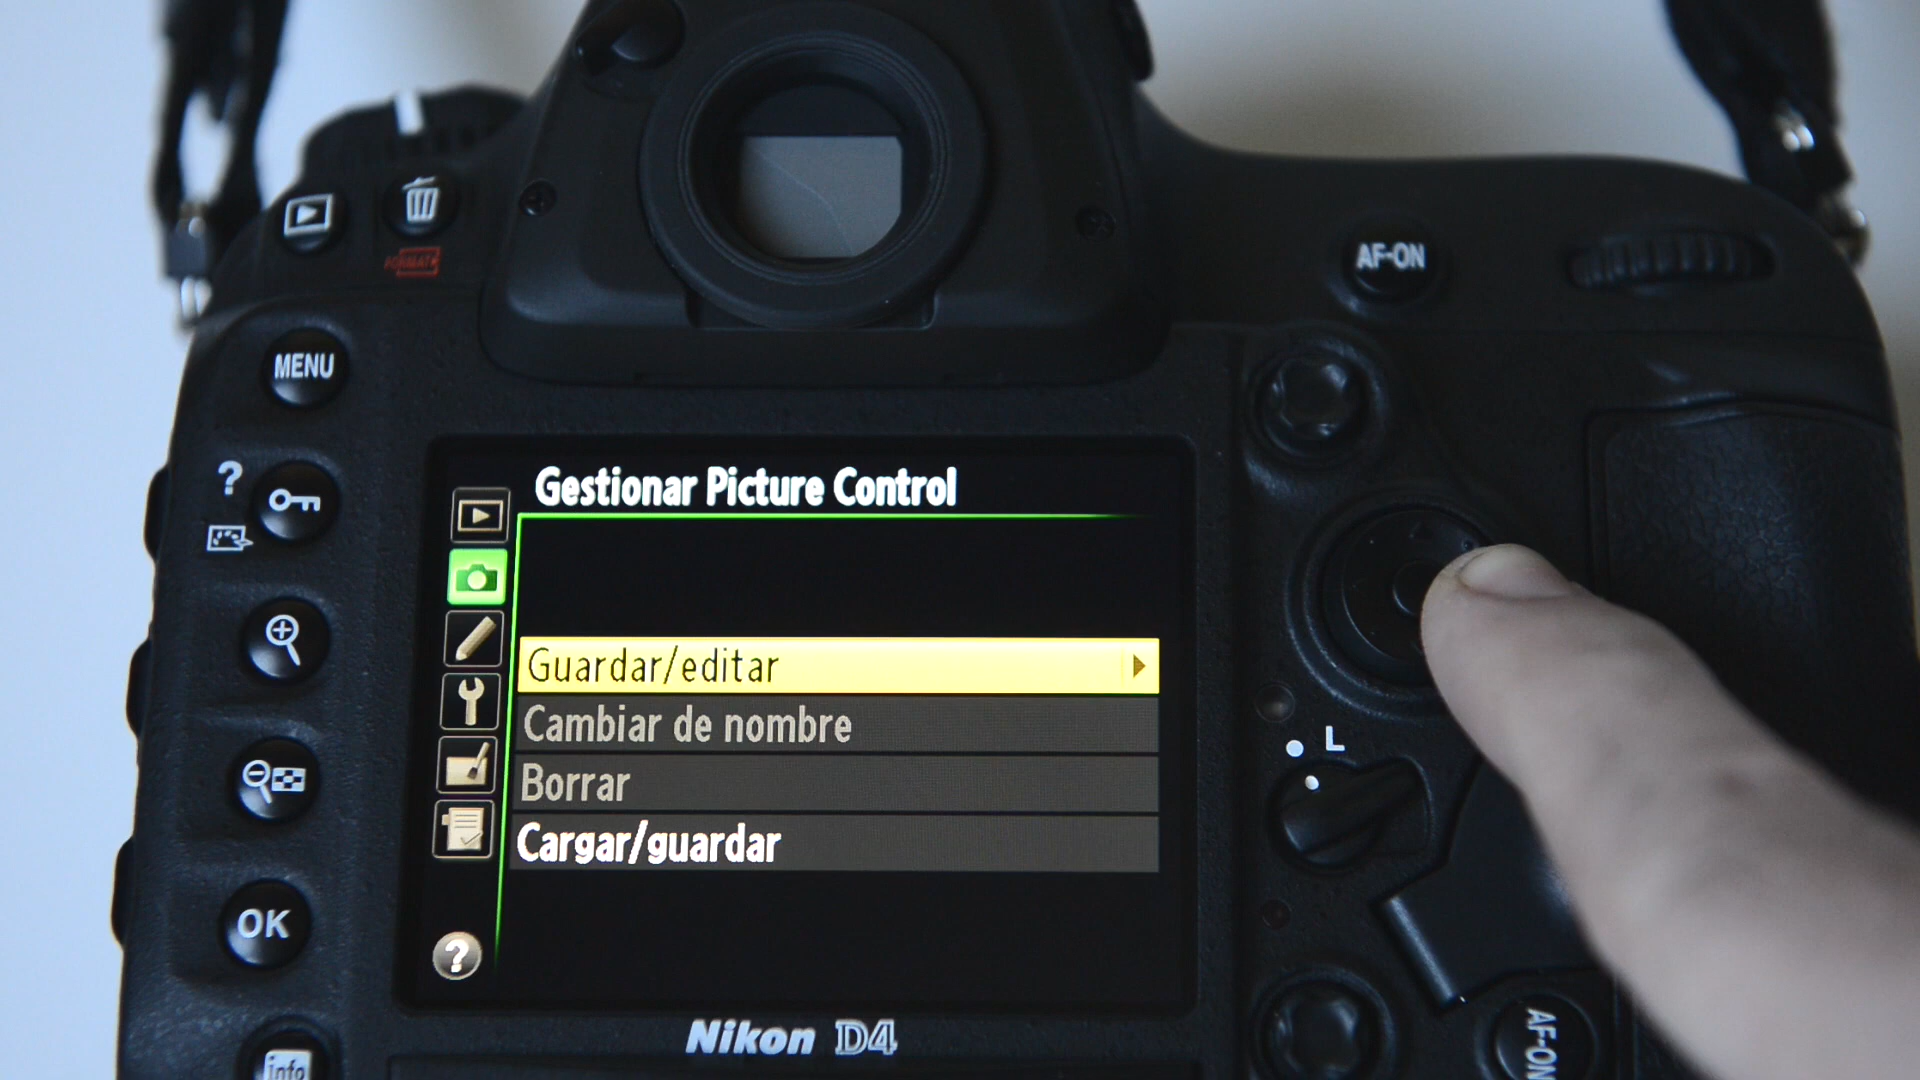 FORMAT
AF-ON
MENU
?
Gestionar Picture Control
Guardar/editar
Cambiar de nombre
L
Borrar
Cargar/guardar
OK
?
Nikon D4
info
AF-ON